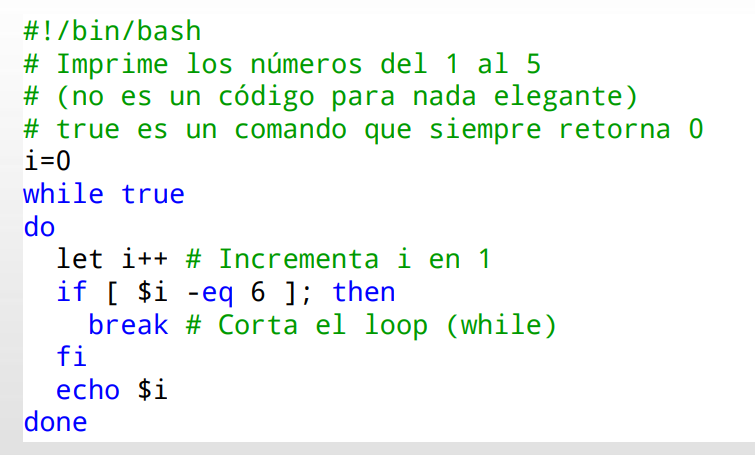 #!/bin/bash
# Imprime los números del 1 al 5
# (no es un código para nada elegante)
# true es un comando que siempre retorna 0
i=0
while true
do
  let i++ # Incrementa i en 1
  if [ $i -eq 6 ]; then
    break # Corta el loop (while)
  fi
  echo $i
done